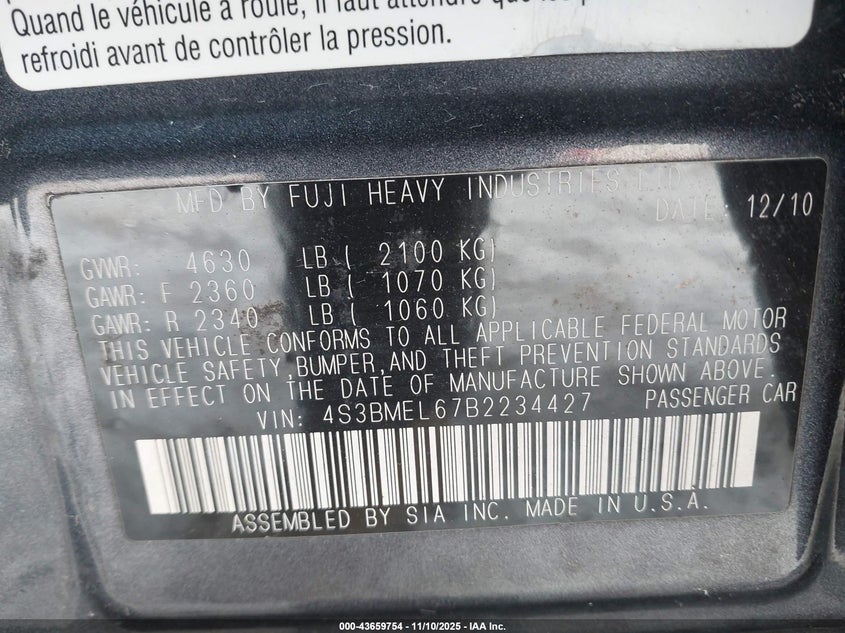 Quand le véhicule a roulé, il faut attendre que les
refroidi avant de contrôler la pression.
MFD BY FUJI HEAVY INDUSTRIES LTD.
DATE: 12/10
GVWR: 4630 LB ( 2100 KG)
GAWR: F 2360 LB ( 1070 KG)
GAWR: R 2340 LB ( 1060 KG)
THIS VEHICLE CONFORMS TO ALL APPLICABLE FEDERAL MOTOR
VEHICLE SAFETY, BUMPER, AND THEFT PREVENTION STANDARDS
IN EFFECT ON THE DATE OF MANUFACTURE SHOWN ABOVE.
VIN: 4S3BMEL67B2234427 PASSENGER CAR
ASSEMBLED BY SIA INC. MADE IN U.S.A.
000-43659754 - 11/10/2025 - IAA Inc.